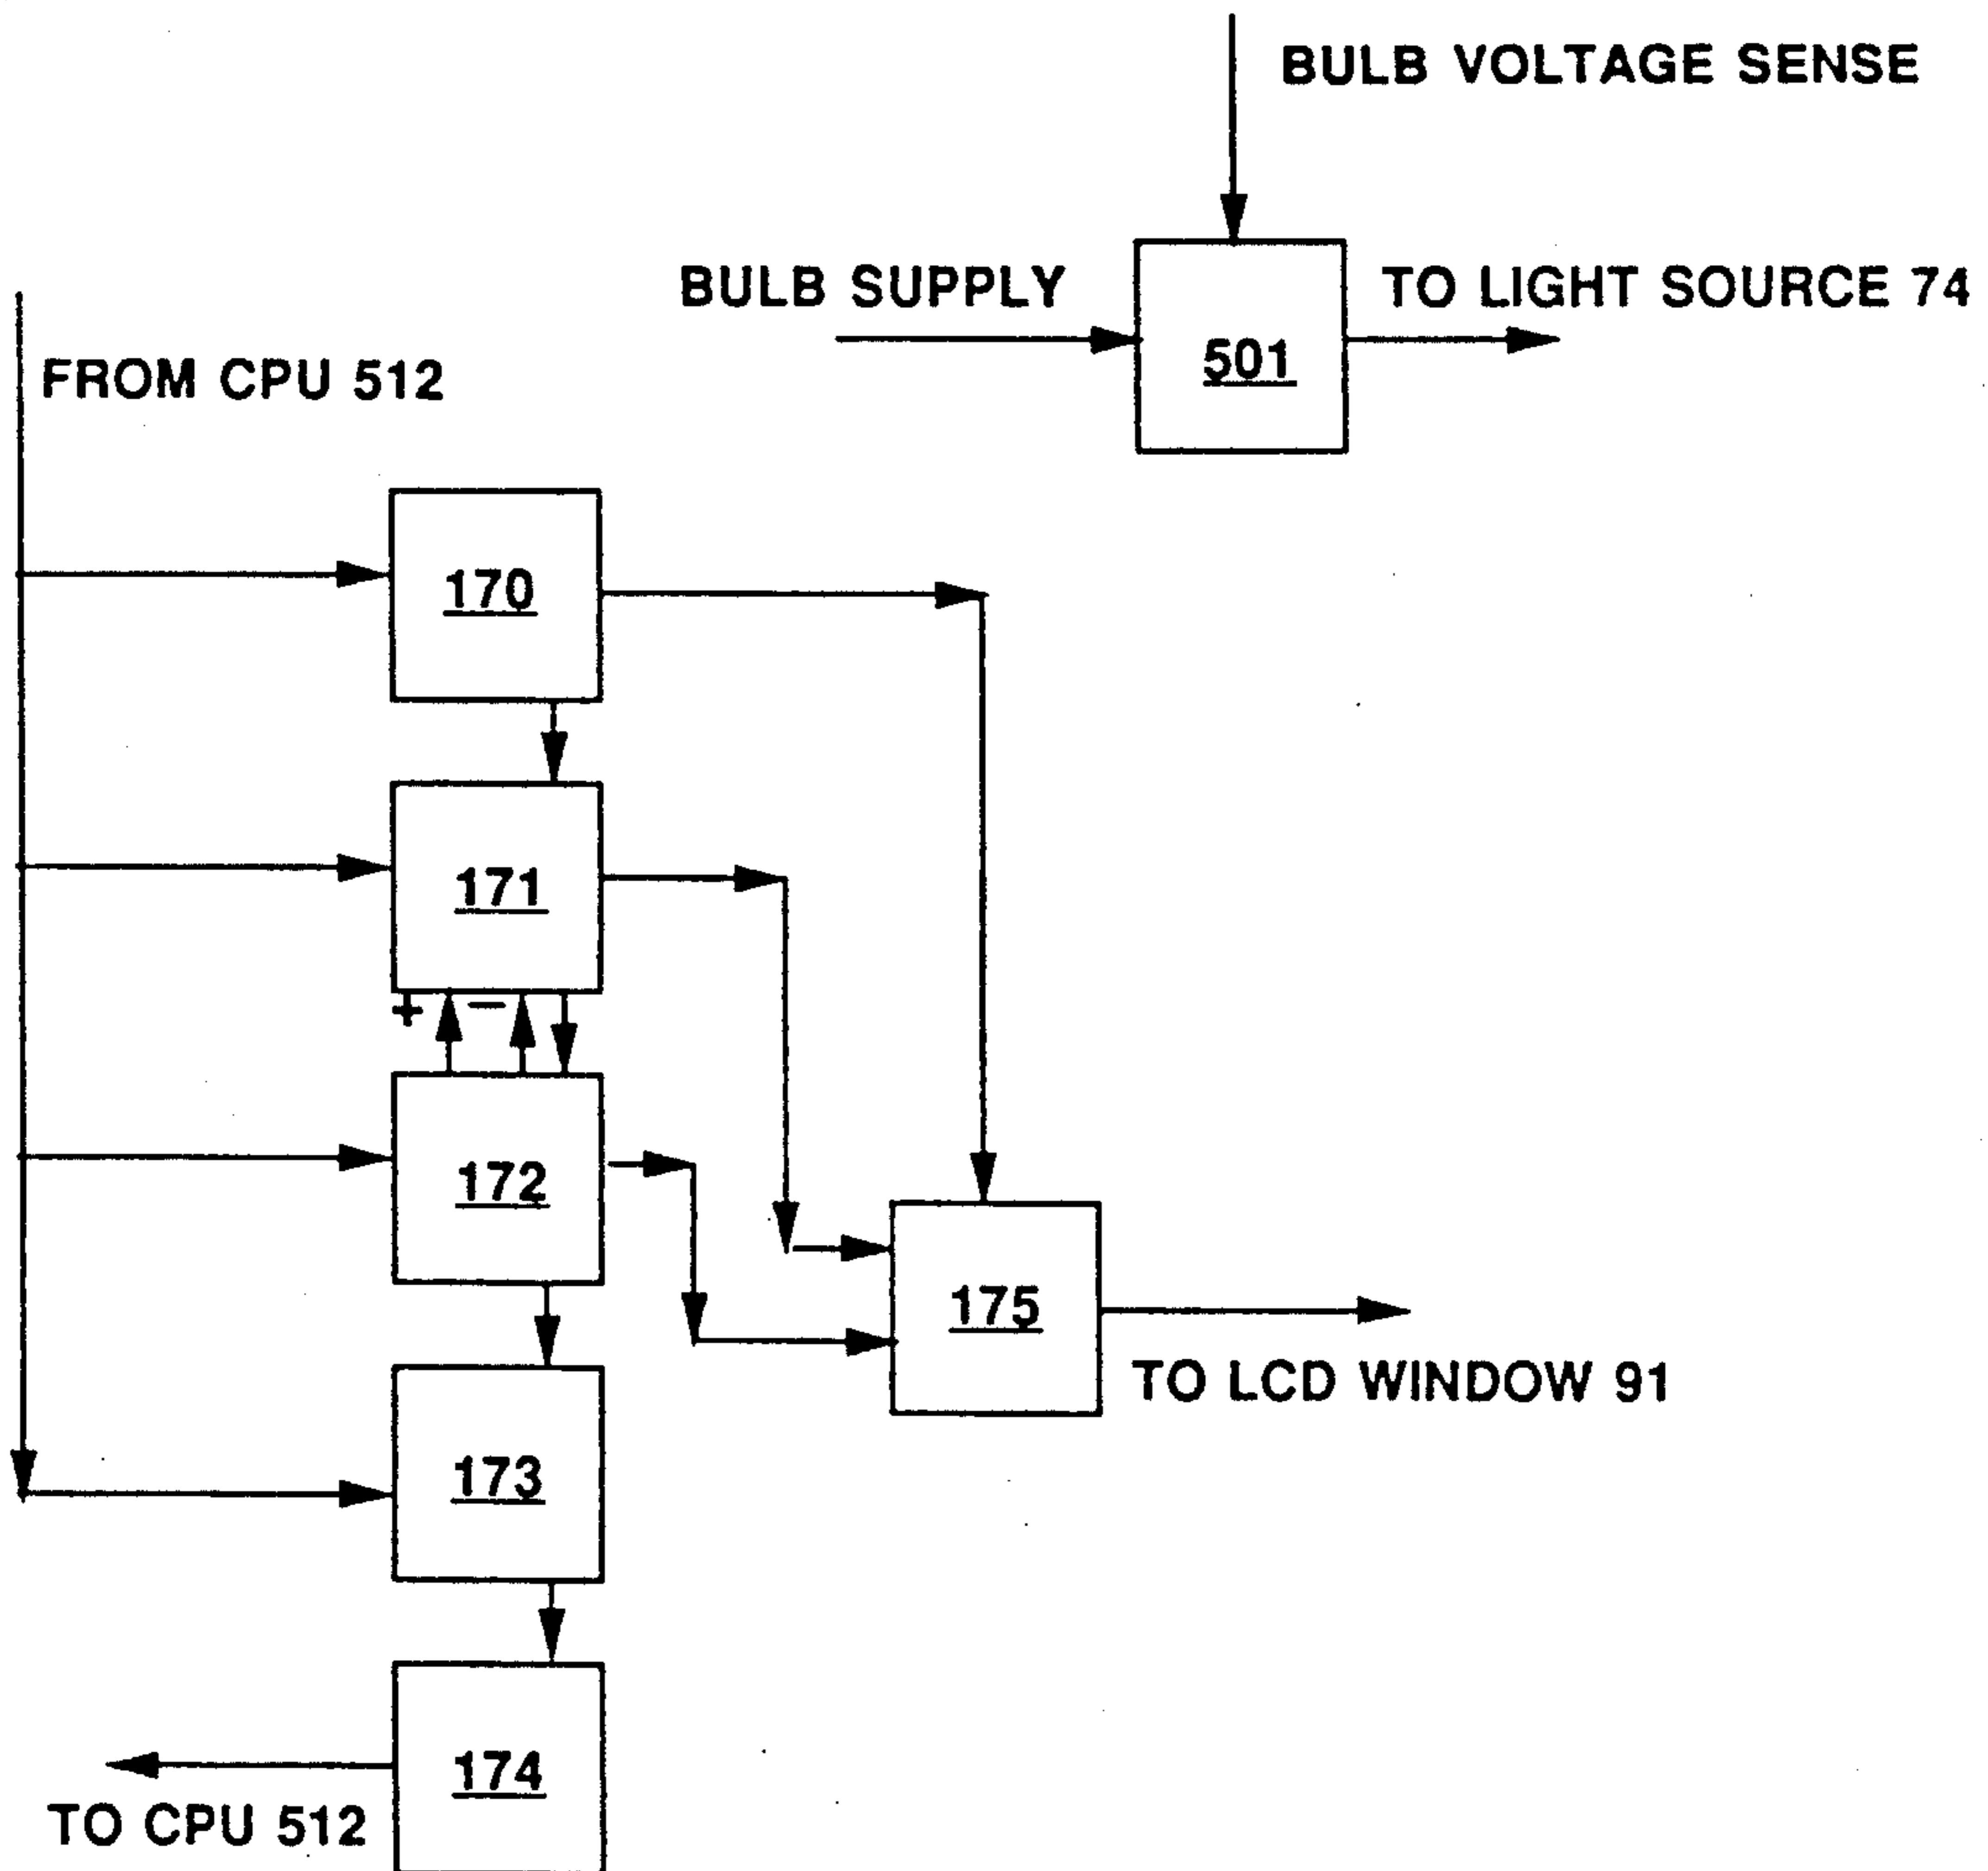 BULB VOLTAGE SENSE
BULB SUPPLY
TO LIGHT SOURCE 74
501
FROM CPU 512
170
171
+ −
172
175
TO LCD WINDOW 91
173
174
TO CPU 512